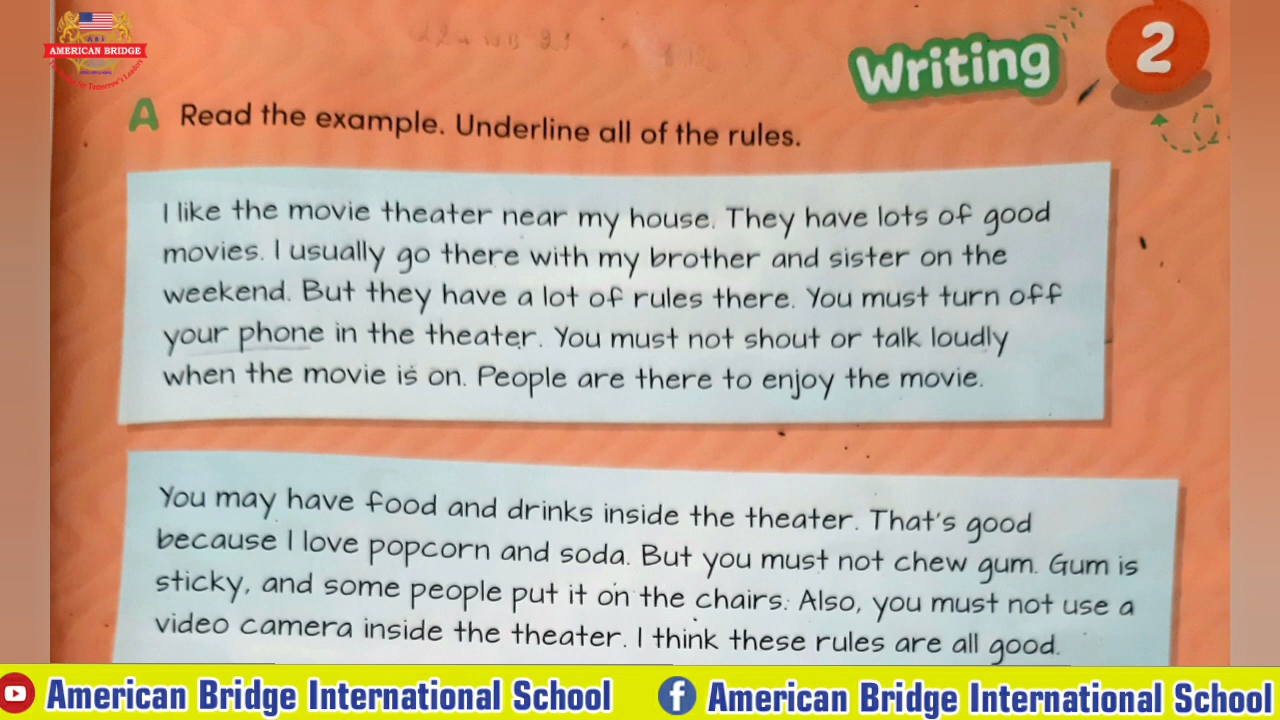 AMERICAN BRIDGE
Writing 2
A Read the example. Underline all of the rules.
I like the movie theater near my house. They have lots of good
movies. I usually go there with my brother and sister on the
weekend. But they have a lot of rules there. You must turn off
your phone in the theater. You must not shout or talk loudly
when the movie is on. People are there to enjoy the movie.
You may have food and drinks inside the theater. That's good
because I love popcorn and soda. But you must not chew gum. Gum is
sticky, and some people put it on the chairs. Also, you must not use a
video camera inside the theater. I think these rules are all good.
American Bridge International School
American Bridge International School